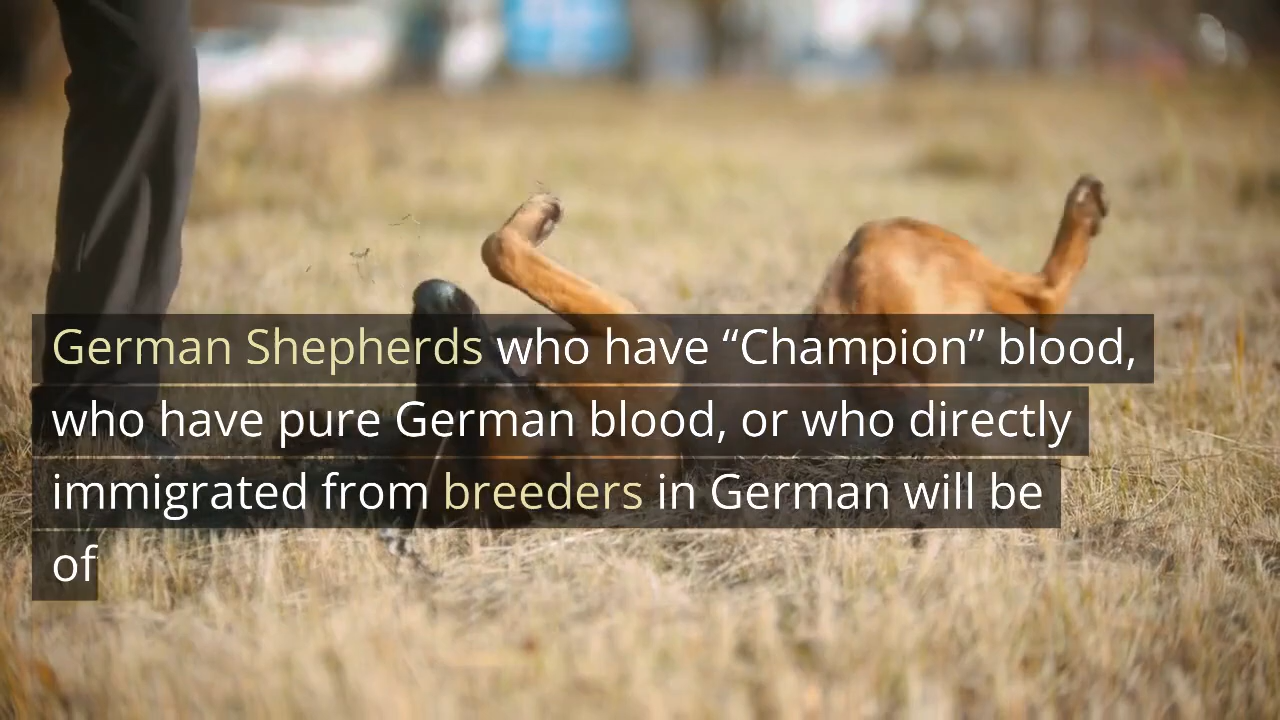 German Shepherds who have “Champion” blood,
who have pure German blood, or who directly
immigrated from breeders in German will be
of